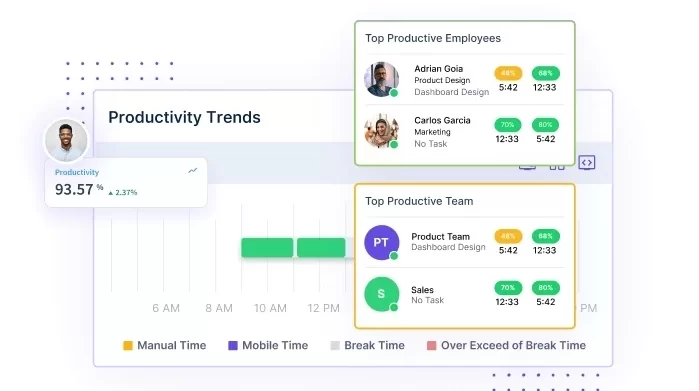 Top Productive Employees
Adrian Goia
Product Design
Dashboard Design
48%
5:42
68%
12:33
Carlos Garcia
Marketing
No Task
70%
12:33
80%
5:42
Productivity Trends
Productivity
93.57 %
▲ 2.37%
Top Productive Team
PT
Product Team
Dashboard Design
48%
5:42
68%
12:33
S
Sales
No Task
70%
12:33
80%
5:42
6 AM
8 AM
10 AM
12 PM
PM
Manual Time
Mobile Time
Break Time
Over Exceed of Break Time